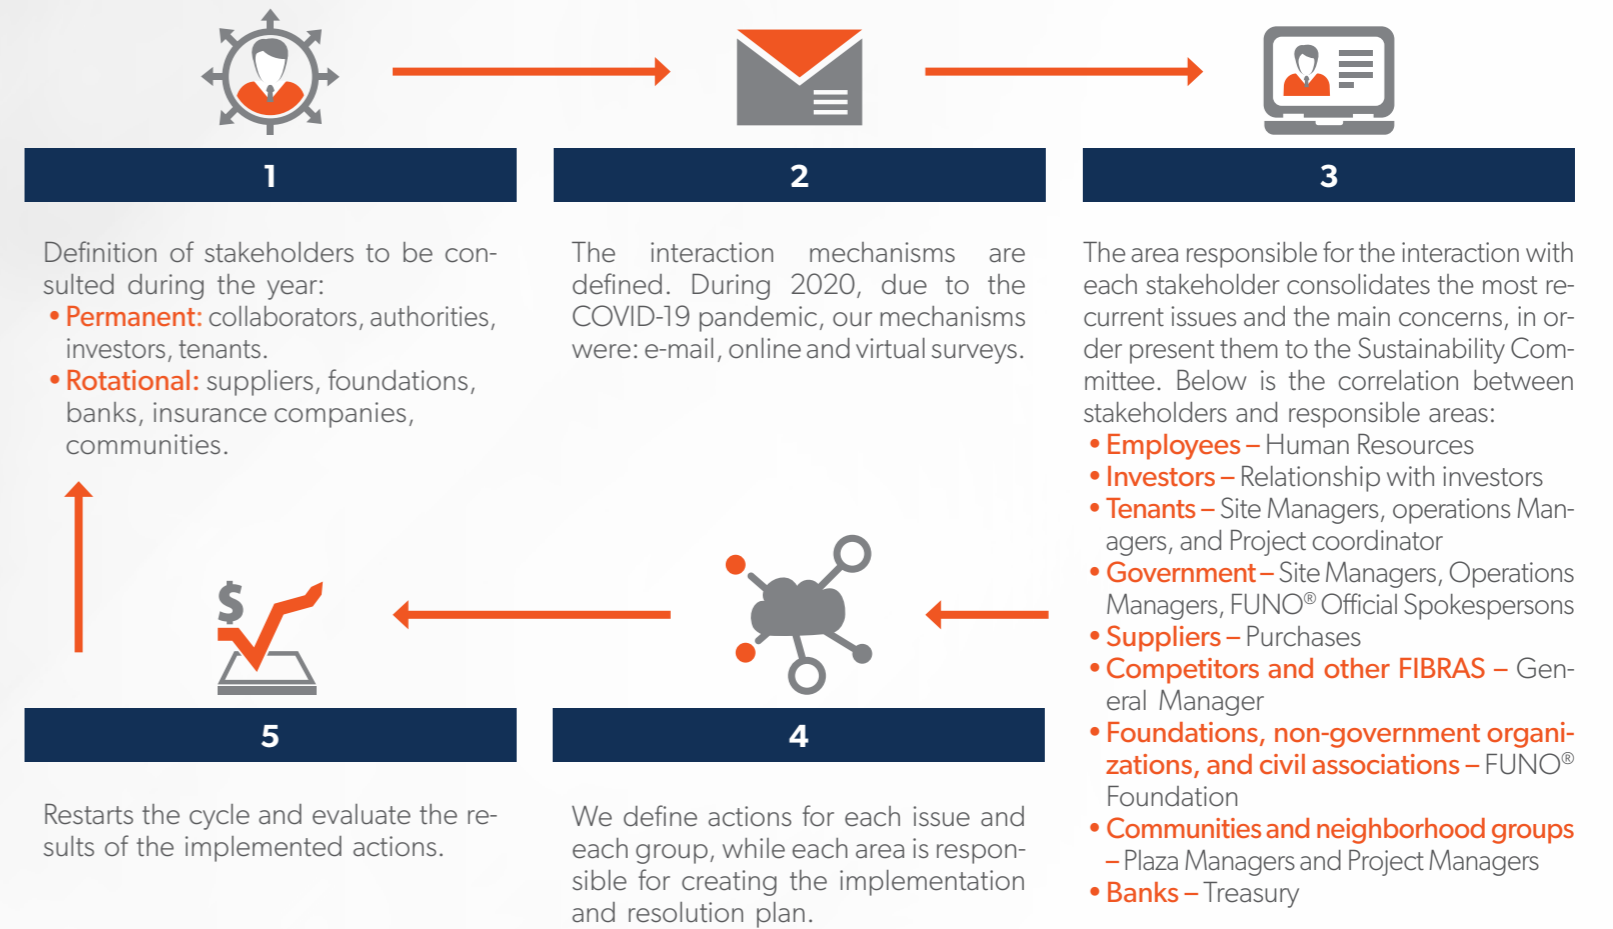 1
Definition of stakeholders to be con-
sulted during the year:
• Permanent: collaborators, authorities,
investors, tenants.
• Rotational: suppliers, foundations,
banks, insurance companies,
communities.
2
The interaction mechanisms are
defined. During 2020, due to the
COVID-19 pandemic, our mechanisms
were: e-mail, online and virtual surveys.
3
The area responsible for the interaction with
each stakeholder consolidates the most re-
current issues and the main concerns, in or-
der present them to the Sustainability Com-
mittee. Below is the correlation between
stakeholders and responsible areas:
• Employees – Human Resources
• Investors – Relationship with investors
• Tenants – Site Managers, operations Man-
agers, and Project coordinator
• Government – Site Managers, Operations
Managers, FUNO® Official Spokespersons
• Suppliers – Purchases
• Competitors and other FIBRAS – Gen-
eral Manager
• Foundations, non-government organi-
zations, and civil associations – FUNO®
Foundation
• Communities and neighborhood groups
– Plaza Managers and Project Managers
• Banks – Treasury
4
We define actions for each issue and
each group, while each area is respon-
sible for creating the implementation
and resolution plan.
$
5
Restarts the cycle and evaluate the re-
sults of the implemented actions.